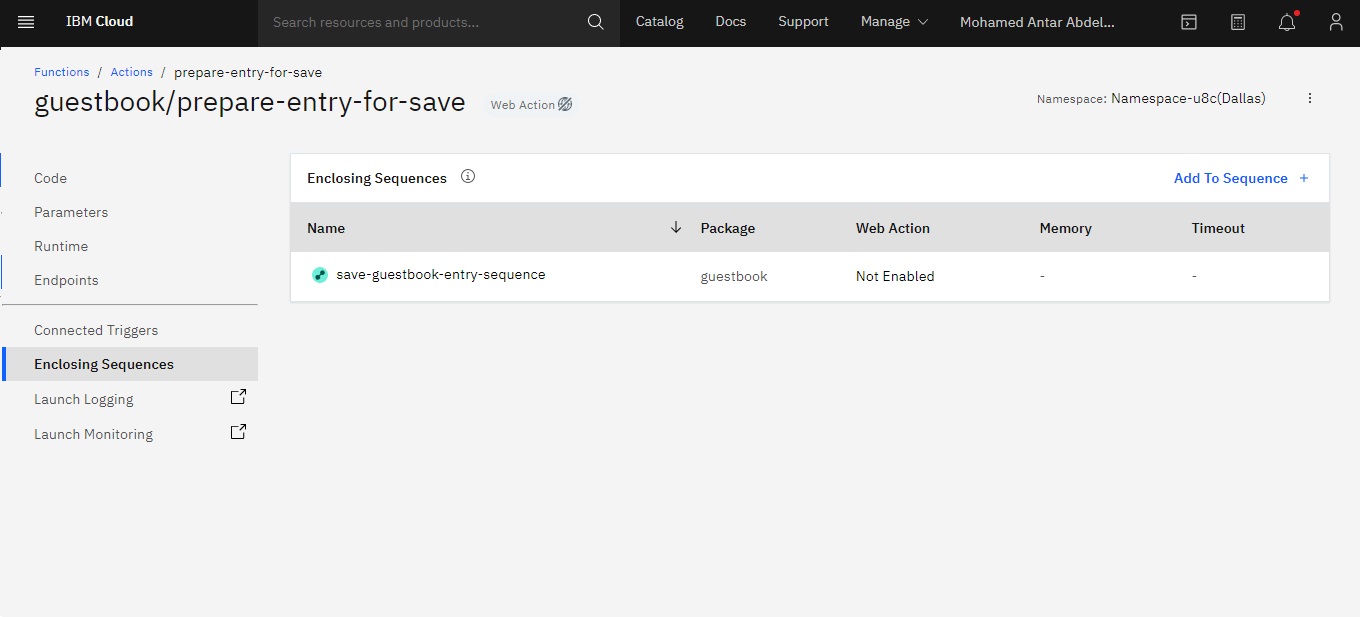 IBM Cloud
Search resources and products...
Catalog
Docs
Support
Manage
Mohamed Antar Abdel...
Functions / Actions / prepare-entry-for-save
guestbook/prepare-entry-for-save
Web Action
Namespace: Namespace-u8c(Dallas)
Code
Parameters
Runtime
Endpoints
Connected Triggers
Enclosing Sequences
Launch Logging
Launch Monitoring
Enclosing Sequences
Add To Sequence +
Name Package Web Action Memory Timeout
save-guestbook-entry-sequence guestbook Not Enabled - -